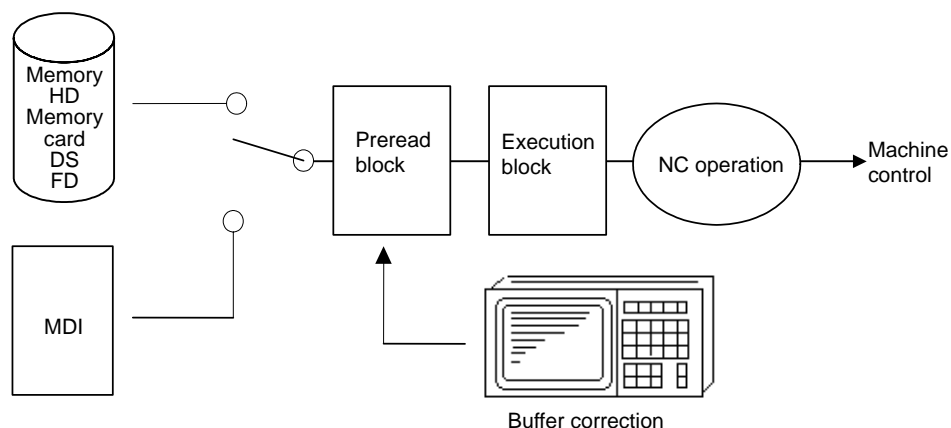 Memory
HD
Memory
card
DS
FD
Preread
block
Execution
block
NC operation
Machine
control
MDI
Buffer correction